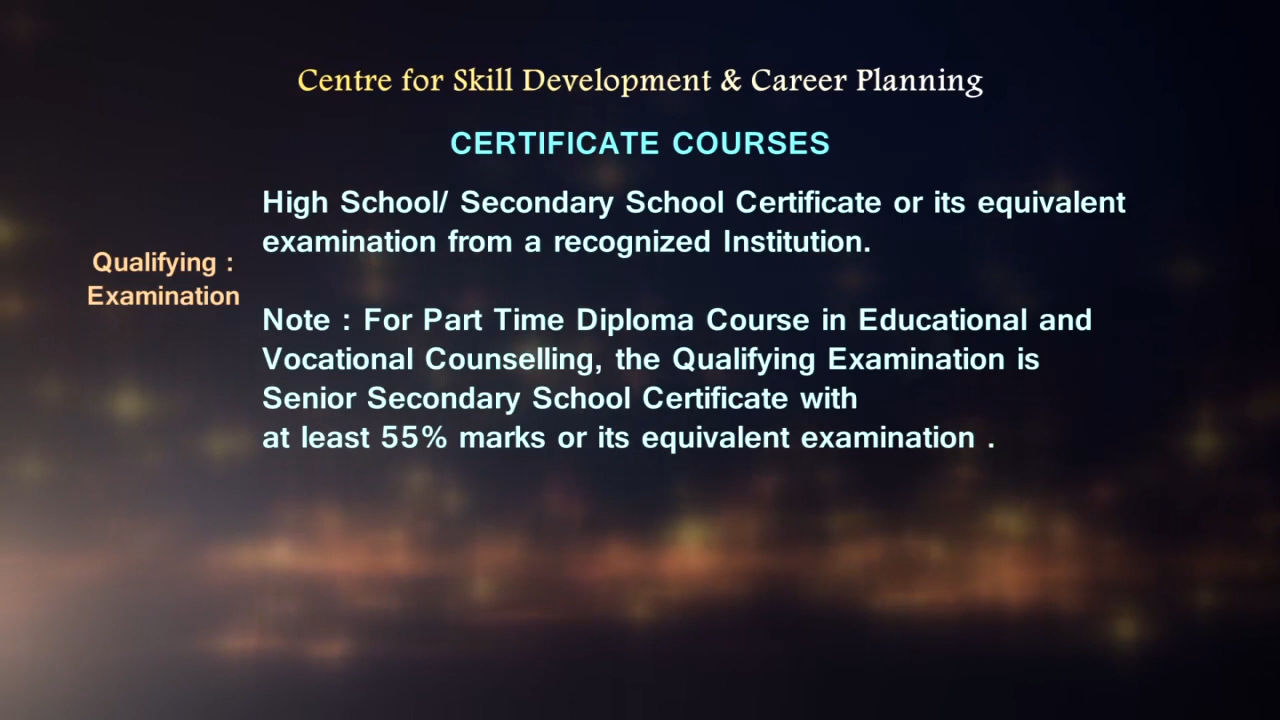 Centre for Skill Development & Career Planning
CERTIFICATE COURSES
Qualifying :
Examination
High School/ Secondary School Certificate or its equivalent
examination from a recognized Institution.
Note : For Part Time Diploma Course in Educational and
Vocational Counselling, the Qualifying Examination is
Senior Secondary School Certificate with
at least 55% marks or its equivalent examination .